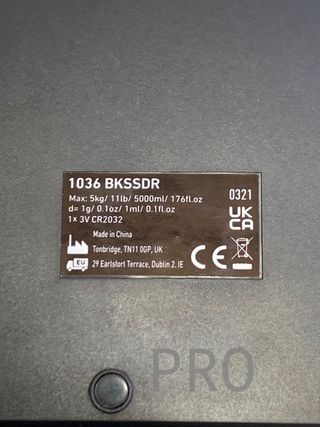 1036 BKSSDR
Max: 5kg/ 11lb/ 5000ml/ 176fl.oz
d= 1g/ 0.1oz/ 1ml/ 0.1fl.oz
1x 3V CR2032
0321
UK
CA
Made in China
Tonbridge, TN11 0GP, UK
CE
EU
29 Earlsfort Terrace, Dublin 2. IE
PRO